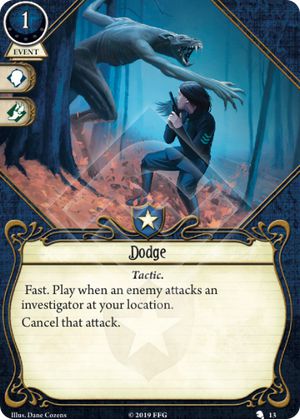 1
EVENT
Dodge
Tactic.
Fast. Play when an enemy attacks an
investigator at your location.
Cancel that attack.
Illus. Dane Cozens
© 2019 FFG
13